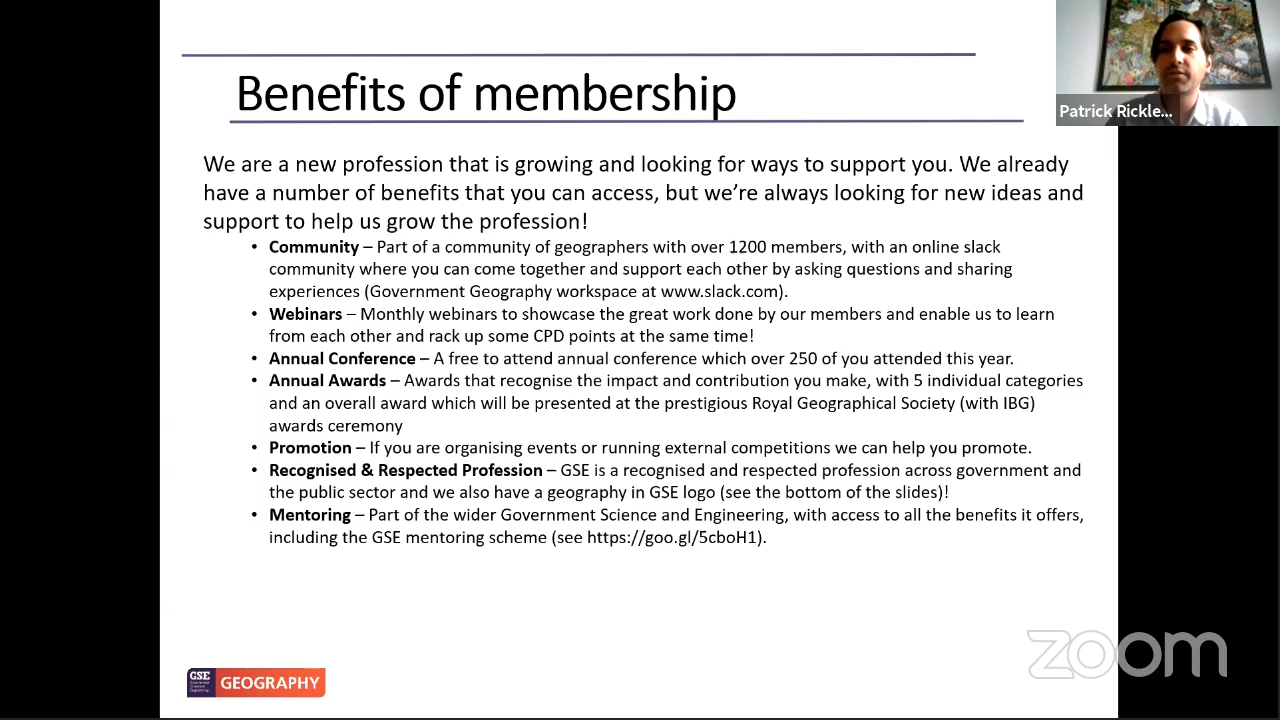 Benefits of membership
Patrick Rickle...
We are a new profession that is growing and looking for ways to support you. We already
have a number of benefits that you can access, but we’re always looking for new ideas and
support to help us grow the profession!
• Community – Part of a community of geographers with over 1200 members, with an online slack
community where you can come together and support each other by asking questions and sharing
experiences (Government Geography workspace at www.slack.com).
• Webinars – Monthly webinars to showcase the great work done by our members and enable us to learn
from each other and rack up some CPD points at the same time!
• Annual Conference – A free to attend annual conference which over 250 of you attended this year.
• Annual Awards – Awards that recognise the impact and contribution you make, with 5 individual categories
and an overall award which will be presented at the prestigious Royal Geographical Society (with IBG)
awards ceremony
• Promotion – If you are organising events or running external competitions we can help you promote.
• Recognised & Respected Profession – GSE is a recognised and respected profession across government and
the public sector and we also have a geography in GSE logo (see the bottom of the slides)!
• Mentoring – Part of the wider Government Science and Engineering, with access to all the benefits it offers,
including the GSE mentoring scheme (see https://goo.gl/5cboH1).
zoom
GSE
GEOGRAPHY